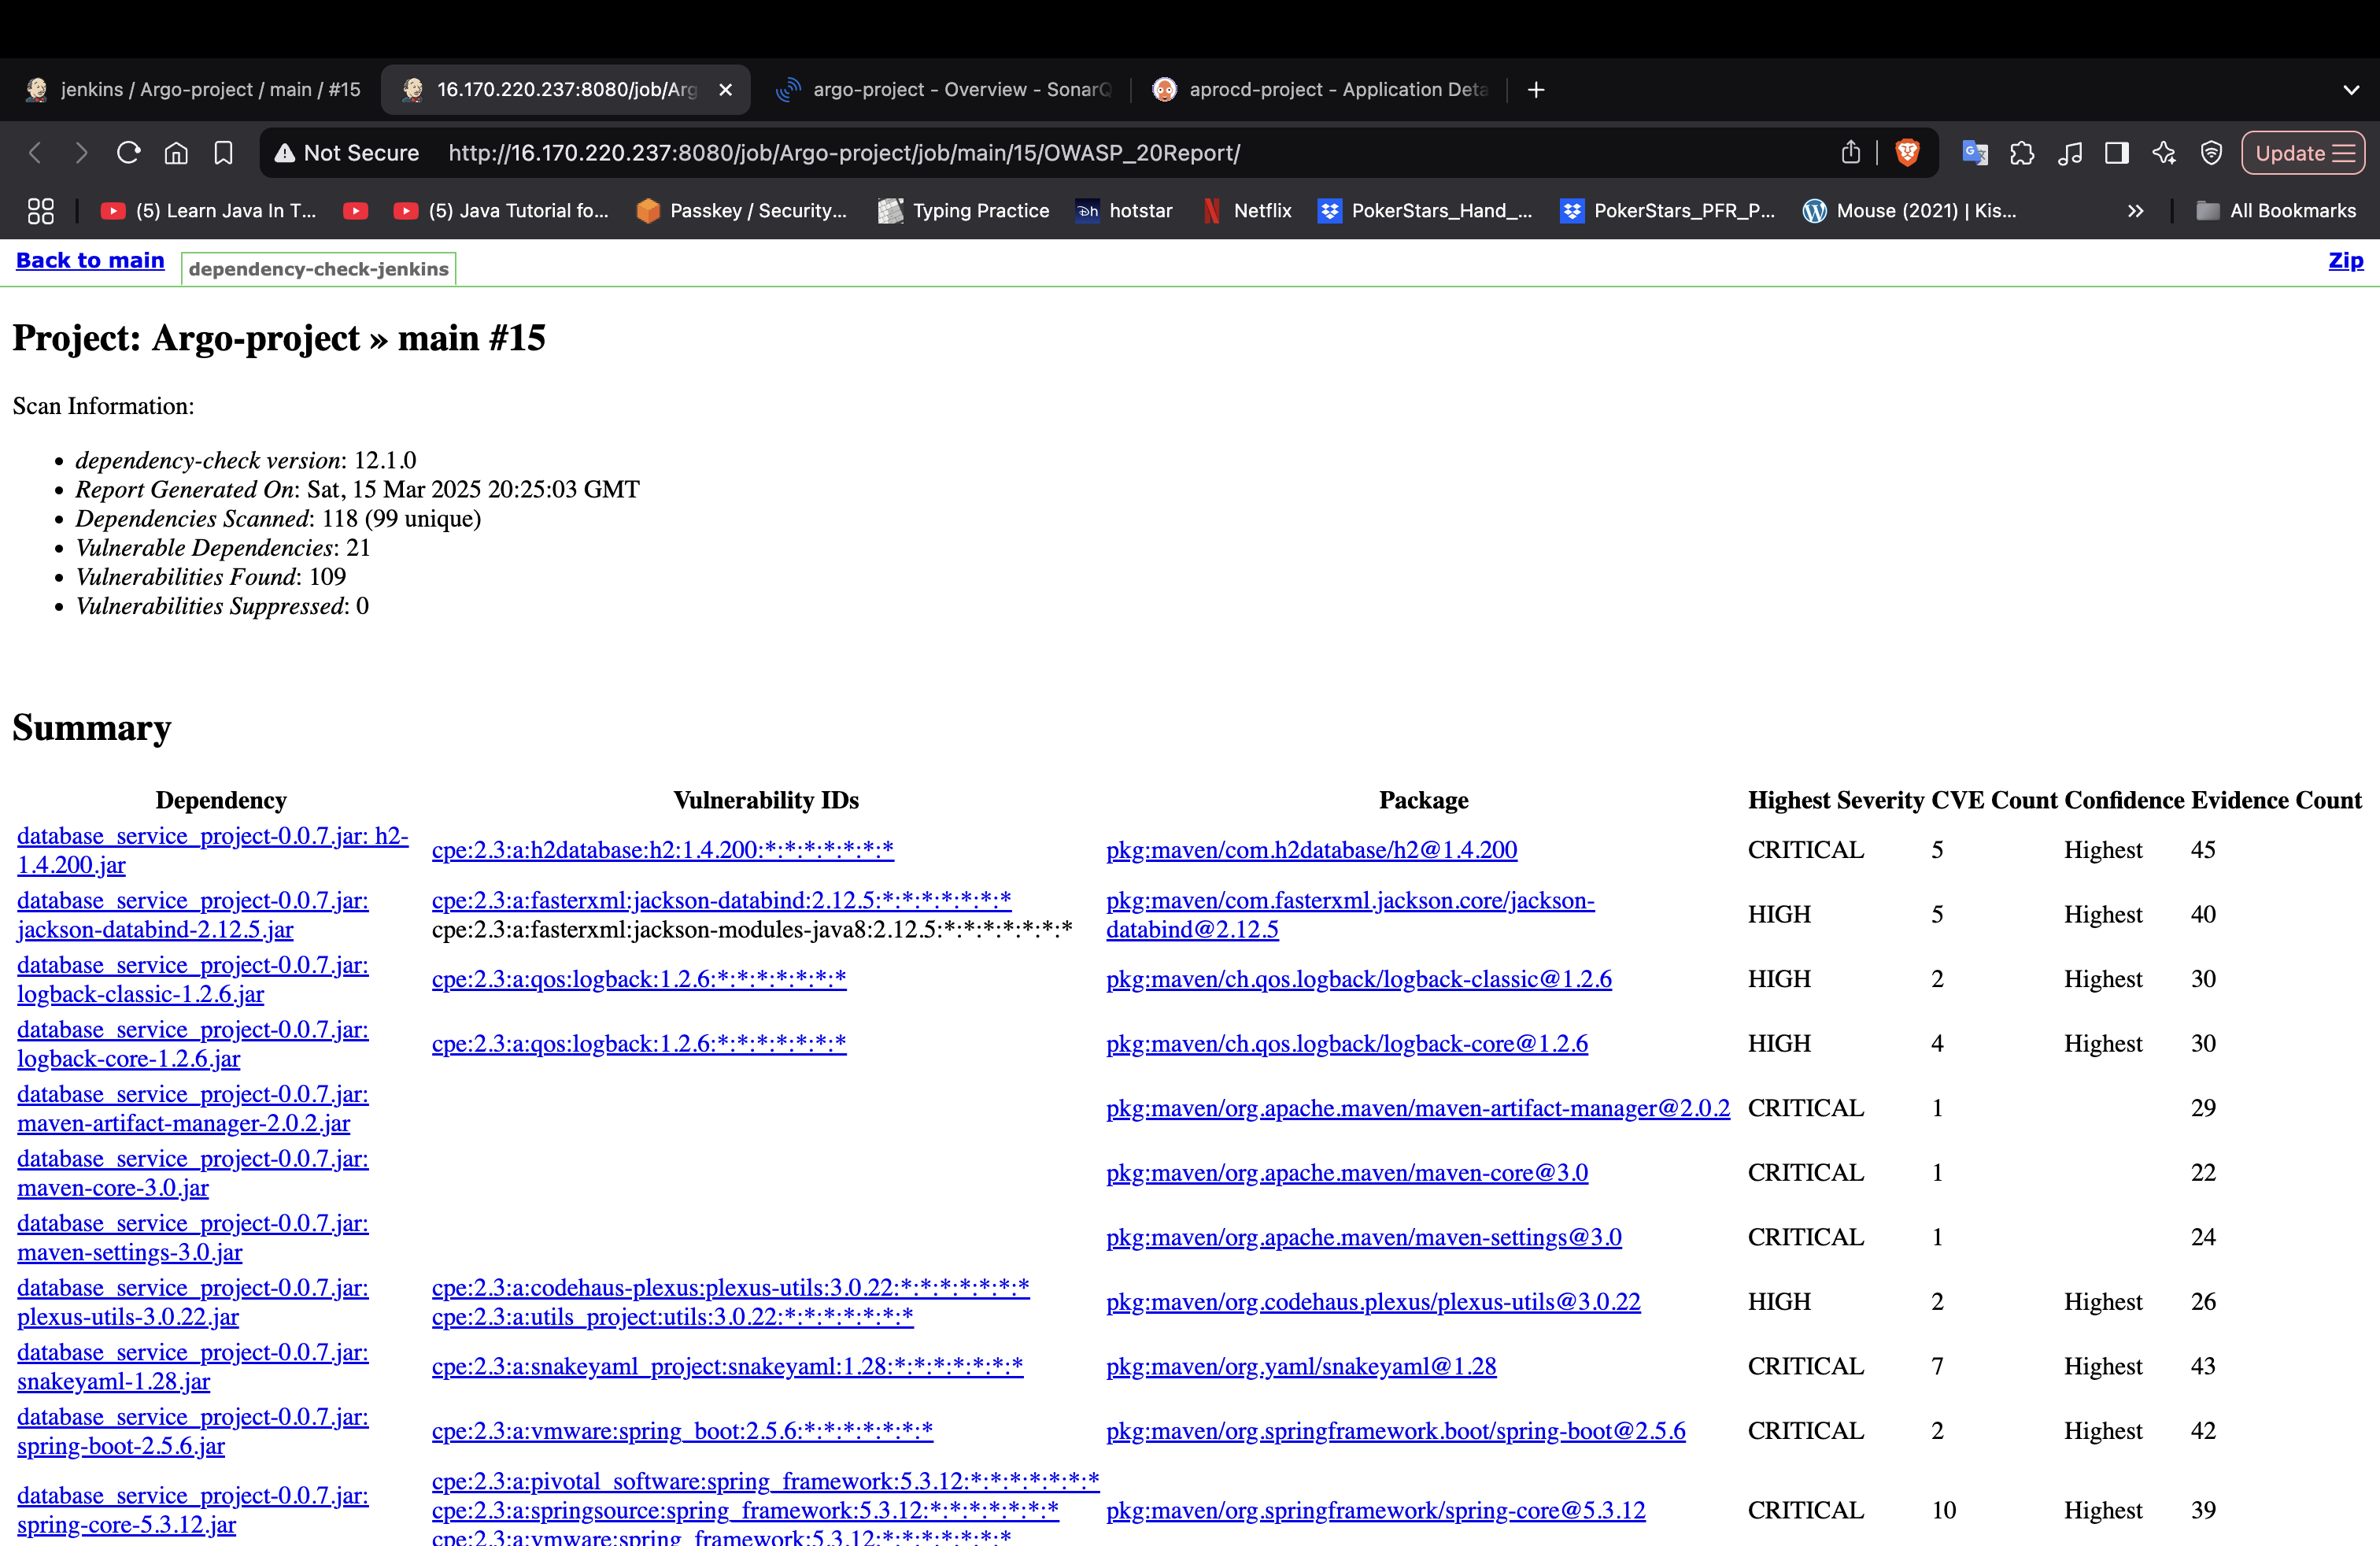 jenkins / Argo-project / main / #15
16.170.220.237:8080/job/Arg
argo-project - Overview - SonarQ
aprocd-project - Application Deta
Not Secure http://16.170.220.237:8080/job/Argo-project/job/main/15/OWASP_20Report/
Update
(5) Learn Java In T...
(5) Java Tutorial fo...
Passkey / Security...
Typing Practice
hotstar
Netflix
PokerStars_Hand_...
PokerStars_PFR_P...
Mouse (2021) | Kis...
All Bookmarks
Back to main
dependency-check-jenkins
Zip
Project: Argo-project » main #15
Scan Information:
• dependency-check version: 12.1.0
• Report Generated On: Sat, 15 Mar 2025 20:25:03 GMT
• Dependencies Scanned: 118 (99 unique)
• Vulnerable Dependencies: 21
• Vulnerabilities Found: 109
• Vulnerabilities Suppressed: 0
Summary
Dependency Vulnerability IDs Package Highest Severity CVE Count Confidence Evidence Count
database_service_project-0.0.7.jar: h2-
1.4.200.jar
cpe:2.3:a:h2database:h2:1.4.200:*:*:*:*:*:*:*
pkg:maven/com.h2database/h2@1.4.200
CRITICAL 5 Highest 45
database_service_project-0.0.7.jar:
jackson-databind-2.12.5.jar
cpe:2.3:a:fasterxml:jackson-databind:2.12.5:*:*:*:*:*:*:*
cpe:2.3:a:fasterxml:jackson-modules-java8:2.12.5:*:*:*:*:*:*:*
pkg:maven/com.fasterxml.jackson.core/jackson-
databind@2.12.5
HIGH 5 Highest 40
database_service_project-0.0.7.jar:
logback-classic-1.2.6.jar
cpe:2.3:a:qos:logback:1.2.6:*:*:*:*:*:*:*
pkg:maven/ch.qos.logback/logback-classic@1.2.6
HIGH 2 Highest 30
database_service_project-0.0.7.jar:
logback-core-1.2.6.jar
cpe:2.3:a:qos:logback:1.2.6:*:*:*:*:*:*:*
pkg:maven/ch.qos.logback/logback-core@1.2.6
HIGH 4 Highest 30
database_service_project-0.0.7.jar:
maven-artifact-manager-2.0.2.jar
pkg:maven/org.apache.maven/maven-artifact-manager@2.0.2
CRITICAL 1 29
database_service_project-0.0.7.jar:
maven-core-3.0.jar
pkg:maven/org.apache.maven/maven-core@3.0
CRITICAL 1 22
database_service_project-0.0.7.jar:
maven-settings-3.0.jar
pkg:maven/org.apache.maven/maven-settings@3.0
CRITICAL 1 24
database_service_project-0.0.7.jar:
plexus-utils-3.0.22.jar
cpe:2.3:a:codehaus-plexus:plexus-utils:3.0.22:*:*:*:*:*:*:*
cpe:2.3:a:utils_project:utils:3.0.22:*:*:*:*:*:*:*
pkg:maven/org.codehaus.plexus/plexus-utils@3.0.22
HIGH 2 Highest 26
database_service_project-0.0.7.jar:
snakeyaml-1.28.jar
cpe:2.3:a:snakeyaml_project:snakeyaml:1.28:*:*:*:*:*:*:*
pkg:maven/org.yaml/snakeyaml@1.28
CRITICAL 7 Highest 43
database_service_project-0.0.7.jar:
spring-boot-2.5.6.jar
cpe:2.3:a:vmware:spring_boot:2.5.6:*:*:*:*:*:*:*
pkg:maven/org.springframework.boot/spring-boot@2.5.6
CRITICAL 2 Highest 42
database_service_project-0.0.7.jar:
spring-core-5.3.12.jar
cpe:2.3:a:pivotal_software:spring_framework:5.3.12:*:*:*:*:*:*:*
cpe:2.3:a:springsource:spring_framework:5.3.12:*:*:*:*:*:*:*
cpe:2.3:a:vmware:spring_framework:5.3.12:*:*:*:*:*:*:*
pkg:maven/org.springframework/spring-core@5.3.12
CRITICAL 10 Highest 39